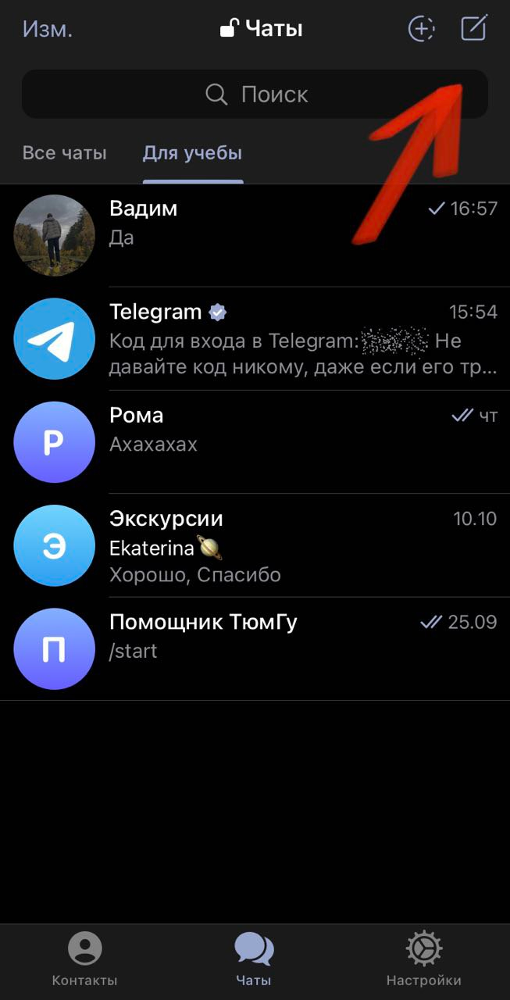 Изм.
Чаты
Поиск
Все чаты
Для учебы
Вадим
16:57
Да
Telegram
15:54
Код для входа в Telegram: Не
давайте код никому, даже если его тр...
Р
Рома
чт
Ахахахах
Э
Экскурсии
10.10
Ekaterina🪐
Хорошо, Спасибо
П
Помощник ТюмГу
25.09
/start
Контакты
Чаты
Настройки